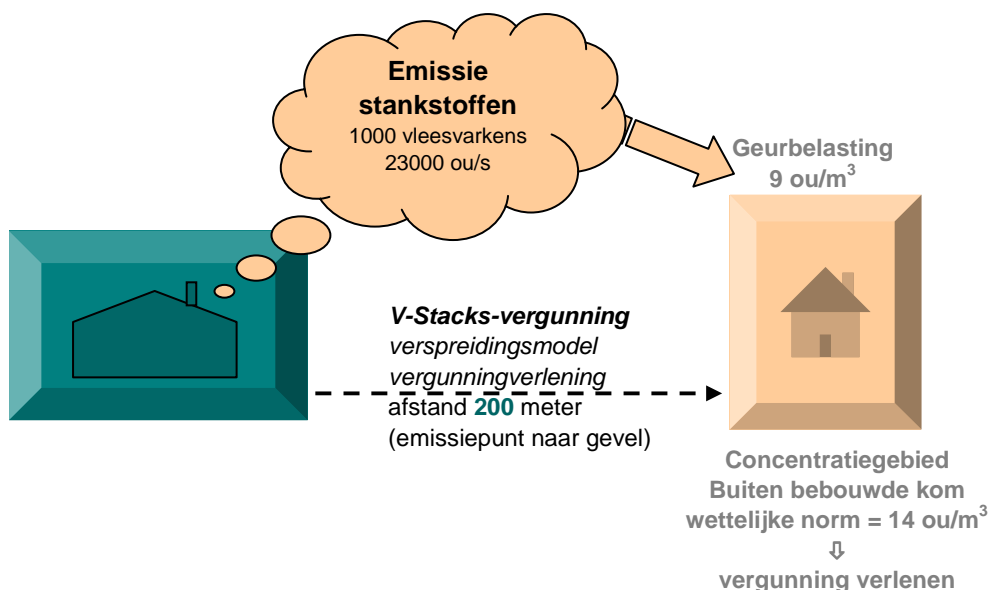 Emissie
stankstoffen
1000 vleesvarkens
23000 ou/s
Geurbelasting
9 ou/m³
V-Stacks-vergunning
verspreidingsmodel
vergunningverlening
afstand 200 meter
(emissiepunt naar gevel)
Concentratiegebied
Buiten bebouwde kom
wettelijke norm = 14 ou/m³
⇩
vergunning verlenen